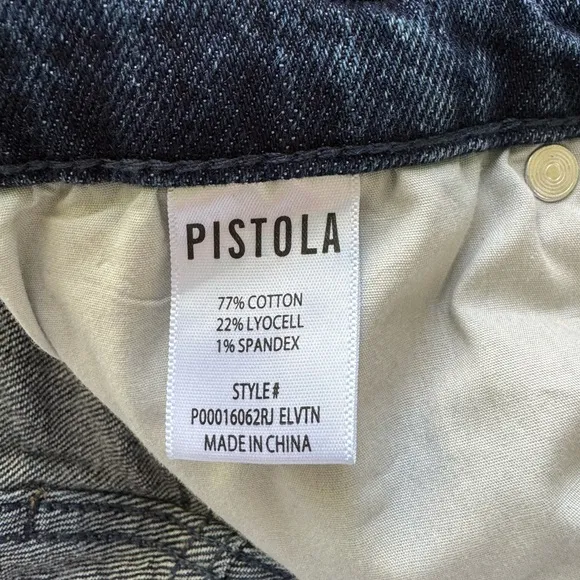 PISTOLA
77% COTTON
22% LYOCELL
1% SPANDEX
STYLE#
P00016062RJ ELVTN
MADE IN CHINA